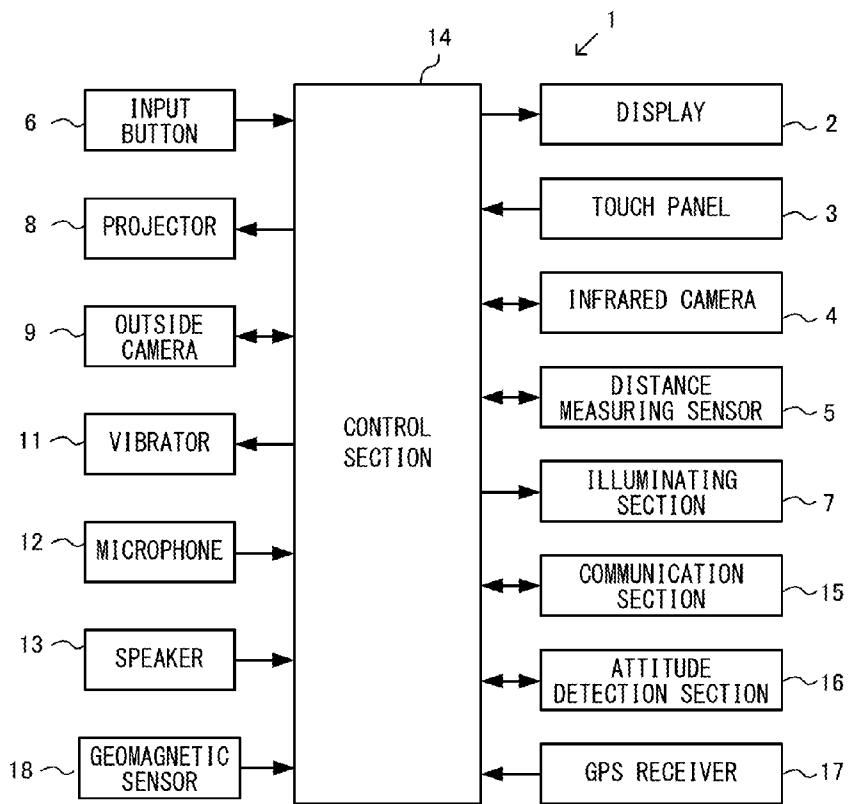 1
14
6
INPUT
BUTTON
8
PROJECTOR
9
OUTSIDE
CAMERA
11
VIBRATOR
12
MICROPHONE
13
SPEAKER
18
GEOMAGNETIC
SENSOR
CONTROL
SECTION
DISPLAY
2
TOUCH PANEL
3
INFRARED CAMERA
4
DISTANCE
MEASURING SENSOR
5
ILLUMINATING
SECTION
7
COMMUNICATION
SECTION
15
ATTITUDE
DETECTION SECTION
16
GPS RECEIVER
17